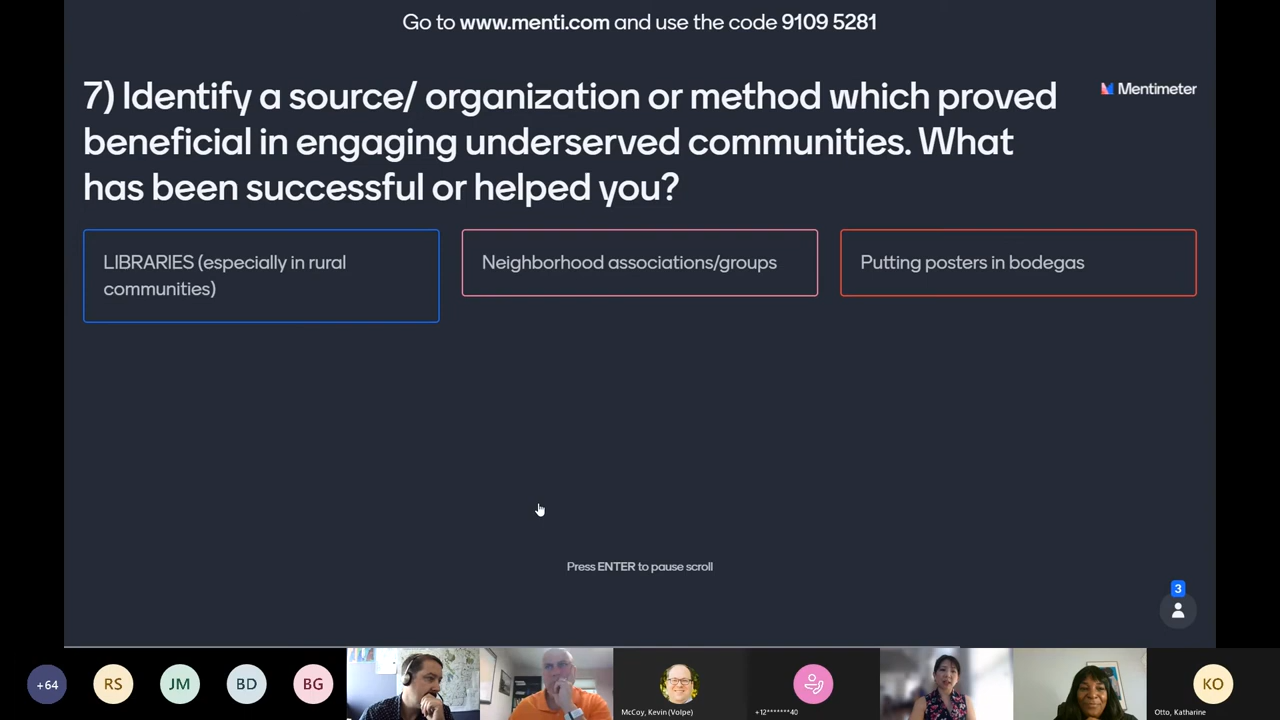 Go to www.menti.com and use the code 9109 5281
7) Identify a source/ organization or method which proved
beneficial in engaging underserved communities. What
has been successful or helped you?
Mentimeter
LIBRARIES (especially in rural
communities)
Neighborhood associations/groups
Putting posters in bodegas
Press ENTER to pause scroll
3
+64
RS
JM
BD
BG
McCoy, Kevin (Volpe)
+12*******40
KO
Otto, Katharine